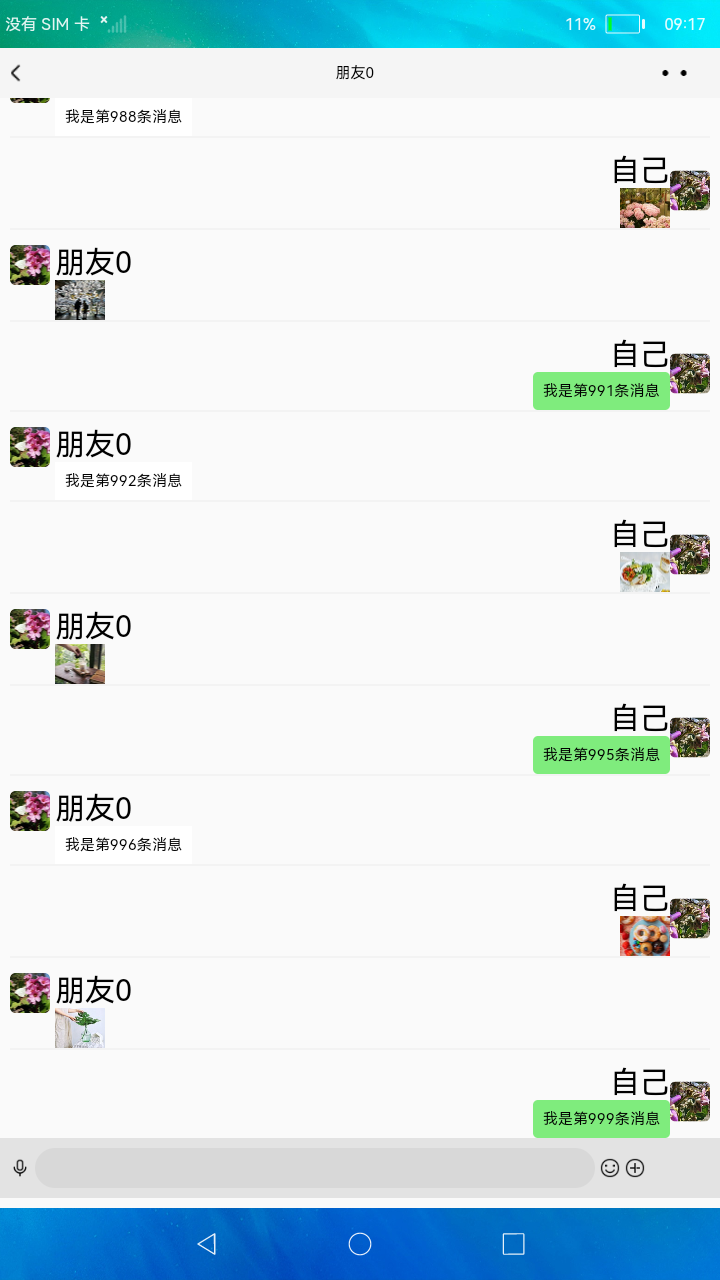 没有 SIM 卡
11%
09:17
朋友0
我是第988条消息
自己
朋友0
自己
我是第991条消息
朋友0
我是第992条消息
自己
朋友0
自己
我是第995条消息
朋友0
我是第996条消息
自己
朋友0
自己
我是第999条消息